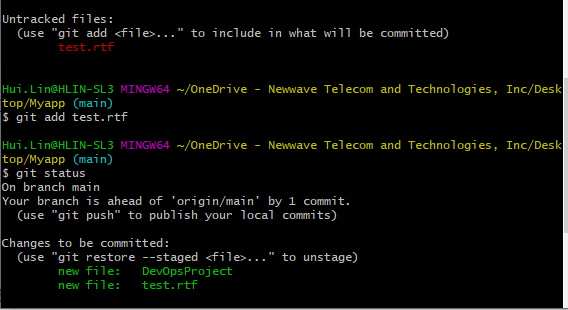 Untracked files:
  (use "git add <file>..." to include in what will be committed)
        test.rtf
Hui.Lin@HLIN-SL3 MINGW64 ~/OneDrive - Newwave Telecom and Technologies, Inc/Desk
top/Myapp (main)
$ git add test.rtf
Hui.Lin@HLIN-SL3 MINGW64 ~/OneDrive - Newwave Telecom and Technologies, Inc/Desk
top/Myapp (main)
$ git status
On branch main
Your branch is ahead of 'origin/main' by 1 commit.
  (use "git push" to publish your local commits)
Changes to be committed:
  (use "git restore --staged <file>..." to unstage)
        new file:   DevOpsProject
        new file:   test.rtf